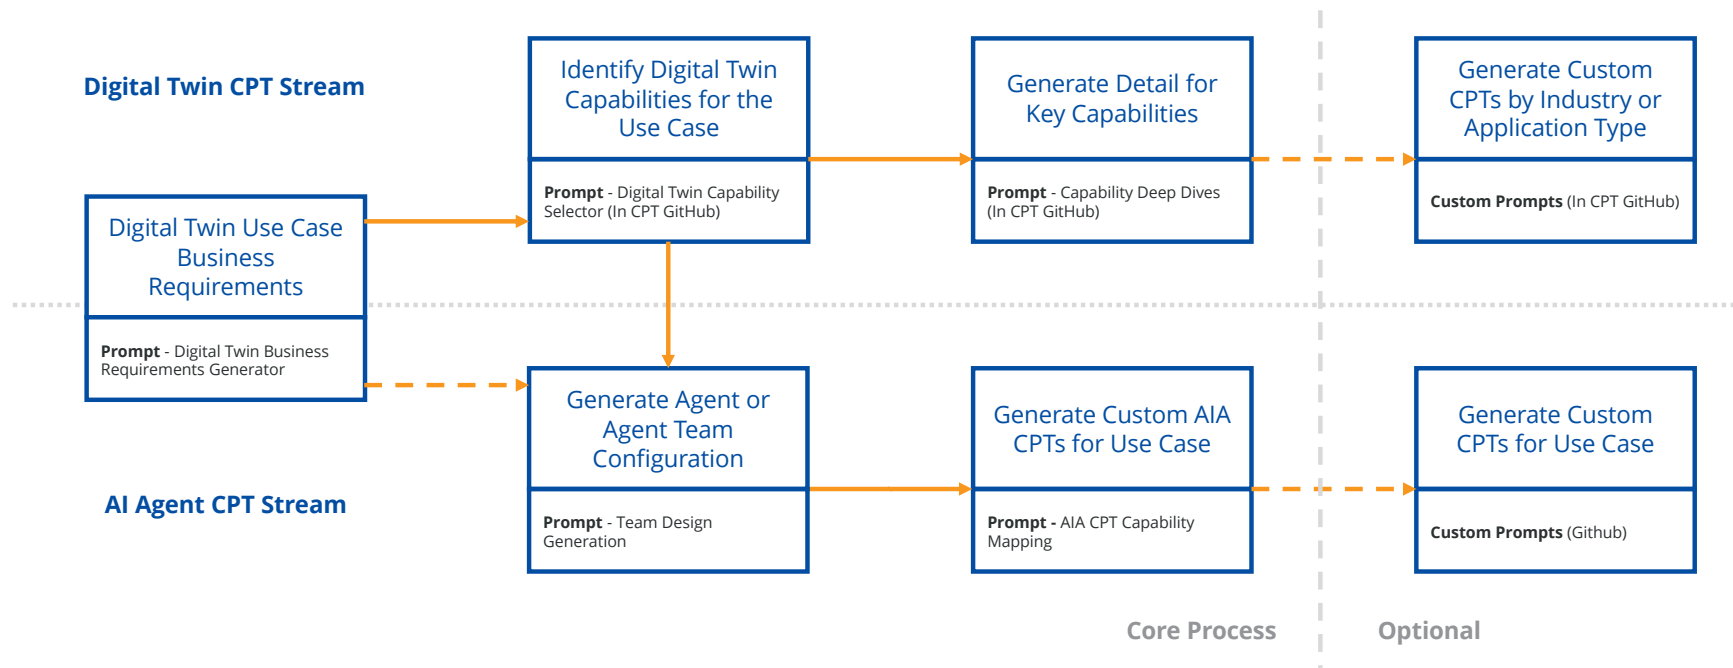 Digital Twin CPT Stream
Identify Digital Twin
Capabilities for the
Use Case
Prompt - Digital Twin Capability
Selector (In CPT GitHub)
Generate Detail for
Key Capabilities
Prompt - Capability Deep Dives
(In CPT GitHub)
Generate Custom
CPTs by Industry or
Application Type
Custom Prompts (In CPT GitHub)
Digital Twin Use Case
Business
Requirements
Prompt - Digital Twin Business
Requirements Generator
AI Agent CPT Stream
Generate Agent or
Agent Team
Configuration
Prompt - Team Design
Generation
Generate Custom AIA
CPTs for Use Case
Prompt - AIA CPT Capability
Mapping
Generate Custom
CPTs for Use Case
Custom Prompts (Github)
Core Process
Optional